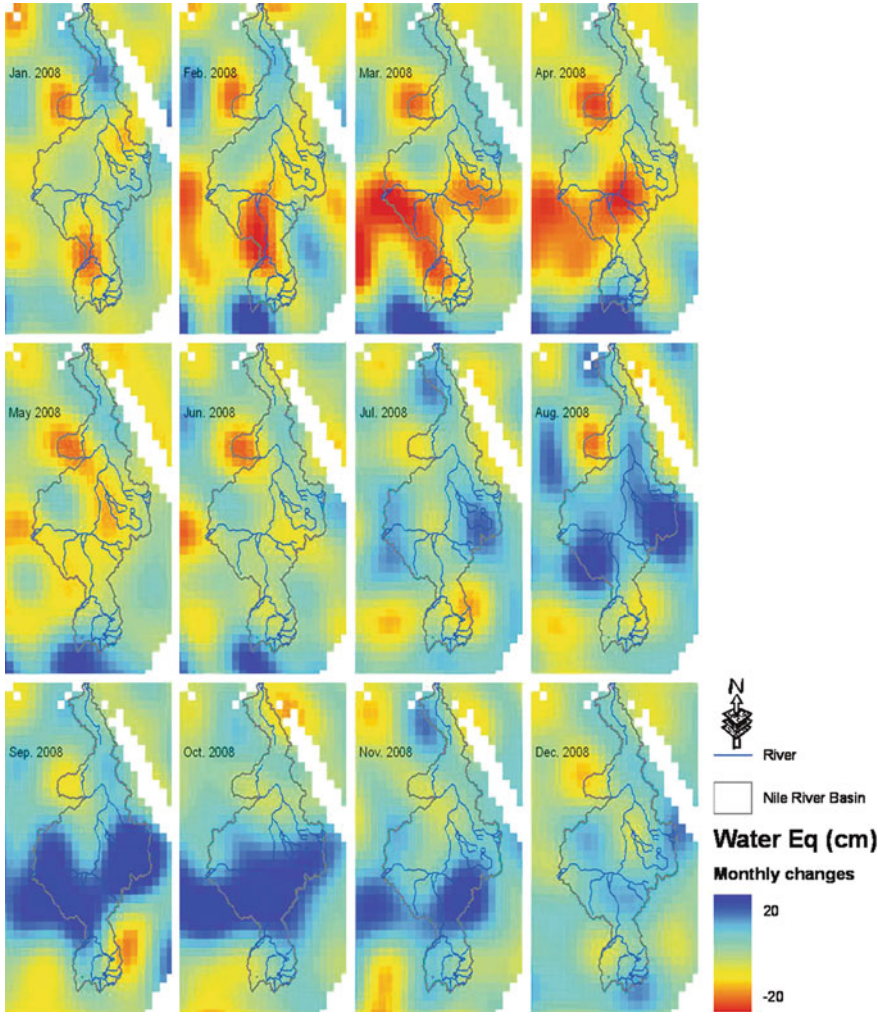 Jan. 2008
Feb. 2008
Mar. 2008
Apr. 2008
May 2008
Jun. 2008
Jul. 2008
Aug. 2008
Sep. 2008
Oct. 2008
Nov. 2008
Dec. 2008
N
River
Nile River Basin
Water Eq (cm)
Monthly changes
20
-20